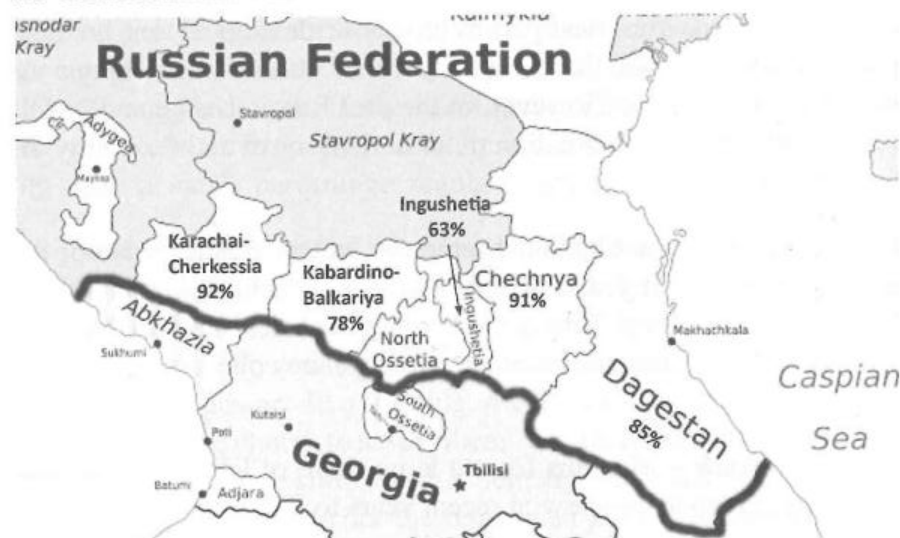 Kray
Russian Federation
Stavropol
Stavropol Kray
Adygea
Maykop
Ingushetia
63%
Karachai-
Cherkessia
92%
Kabardino-
Balkariya
78%
Chechnya
91%
Ingushetia
North
Ossetia
Abkhazia
Sukhumi
Makhachkala
Dagestan
85%
Caspian
Sea
South
Ossetia
Kutaisi
Poti
Georgia
Tbilisi
Batumi
Adjara